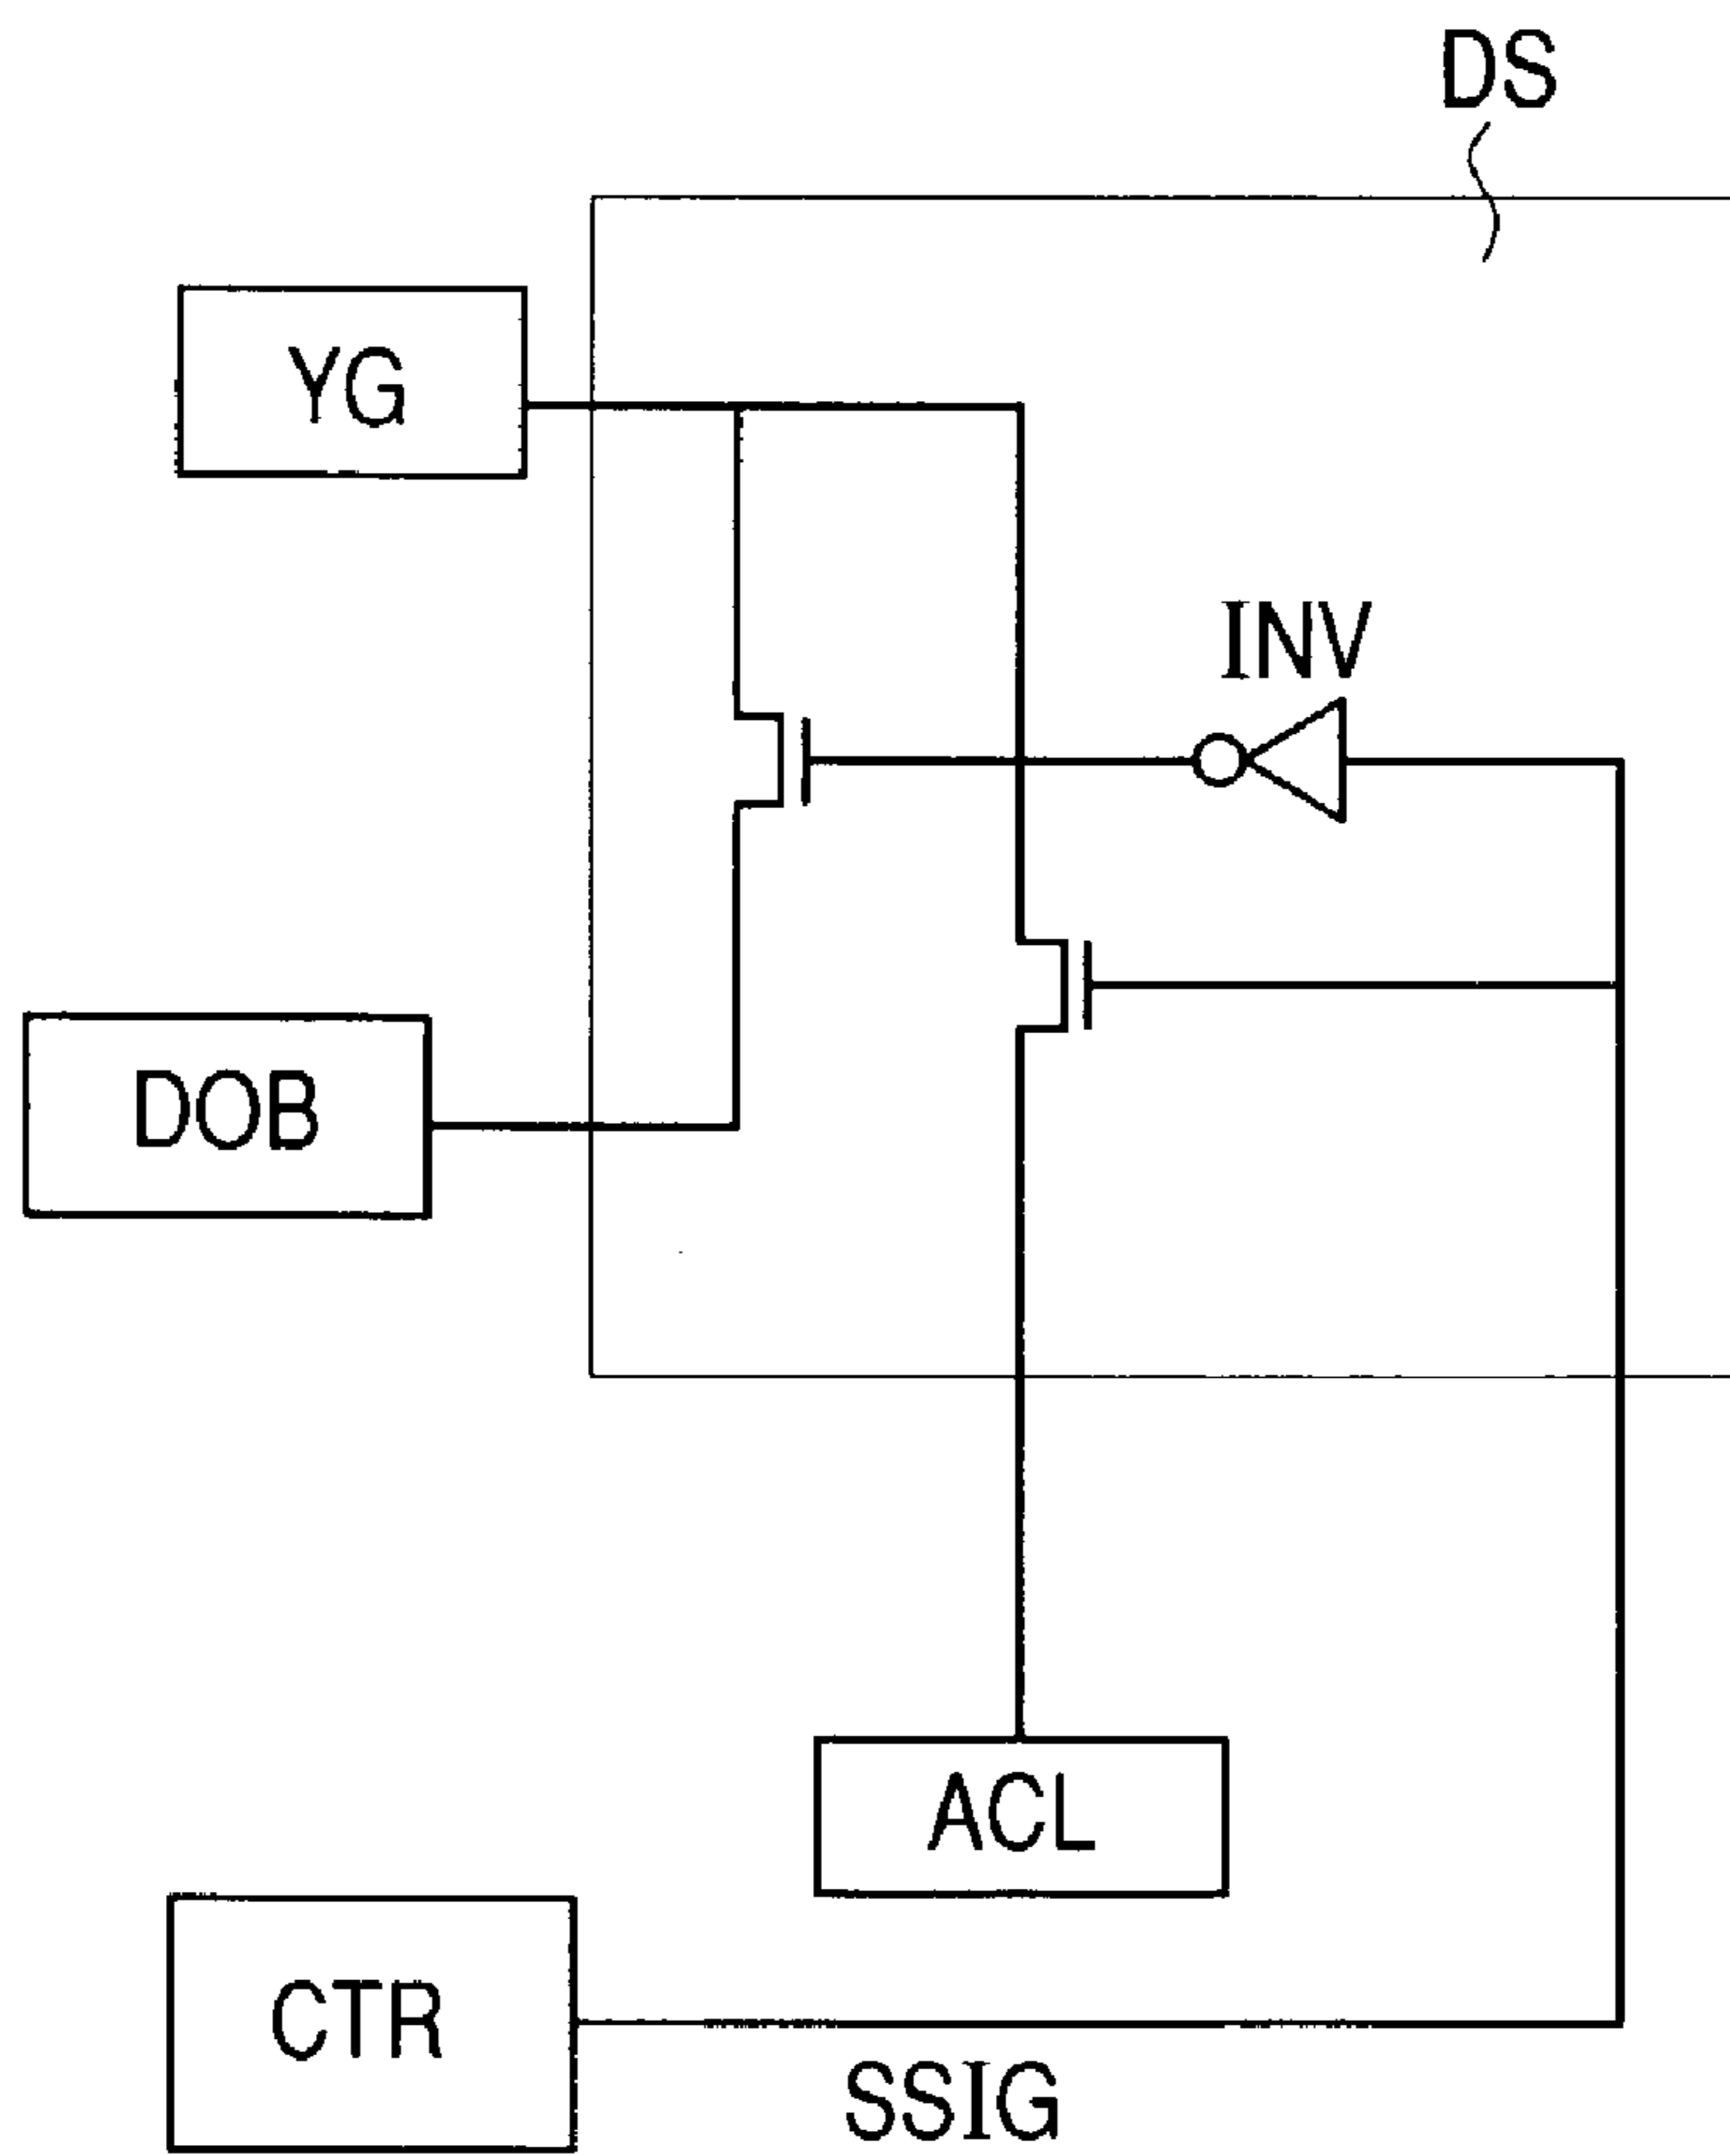 DS
YG
INV
DOB
ACL
CTR
SSIG